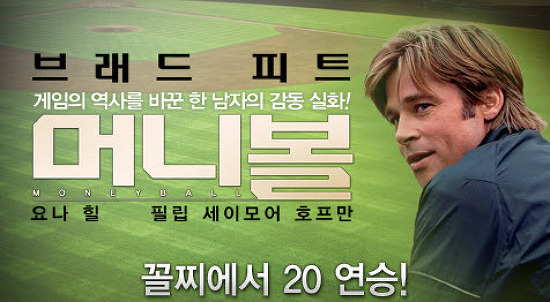 브래드 피트
게임의 역사를 바꾼 한 남자의 감동 실화!
머니볼
MONEYBALL
요나 힐 필립 세이모어 호프만
꼴찌에서 20 연승!